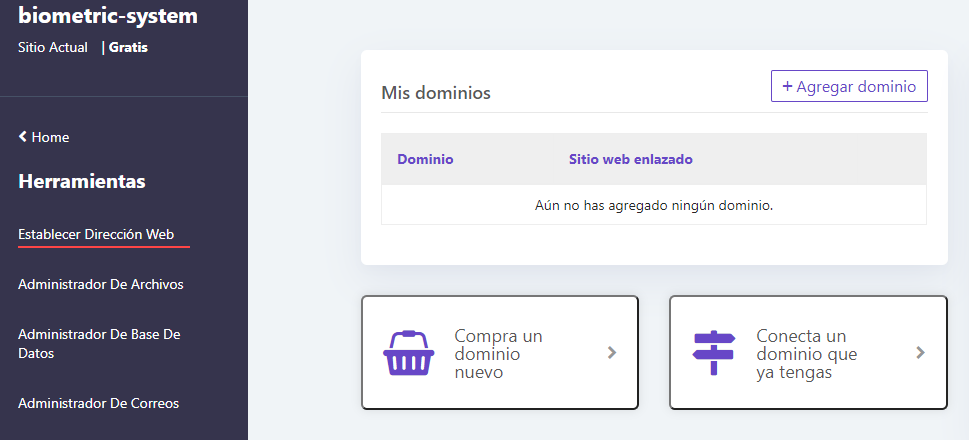 biometric-system
Sitio Actual | Gratis
Home
Herramientas
Establecer Dirección Web
Administrador De Archivos
Administrador De Base De
Datos
Administrador De Correos
Mis dominios
+ Agregar dominio
Dominio Sitio web enlazado
Aún no has agregado ningún dominio.
Compra un
dominio
nuevo
Conecta un
dominio que
ya tengas